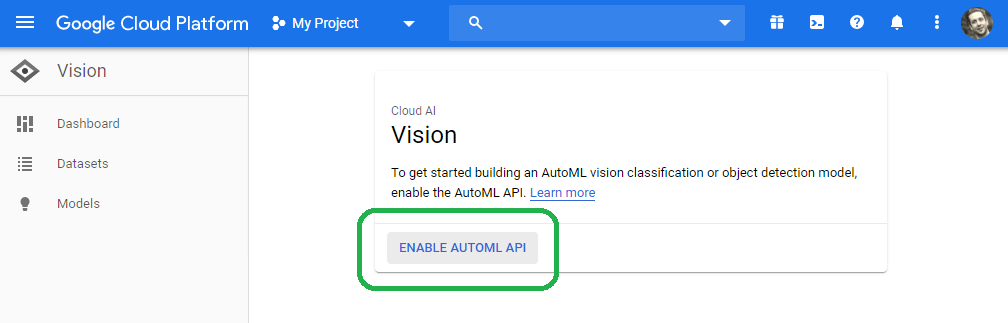 Google Cloud Platform
My Project
Vision
Dashboard
Datasets
Models
Cloud AI
Vision
To get started building an AutoML vision classification or object detection model,
enable the AutoML API. Learn more
ENABLE AUTOML API